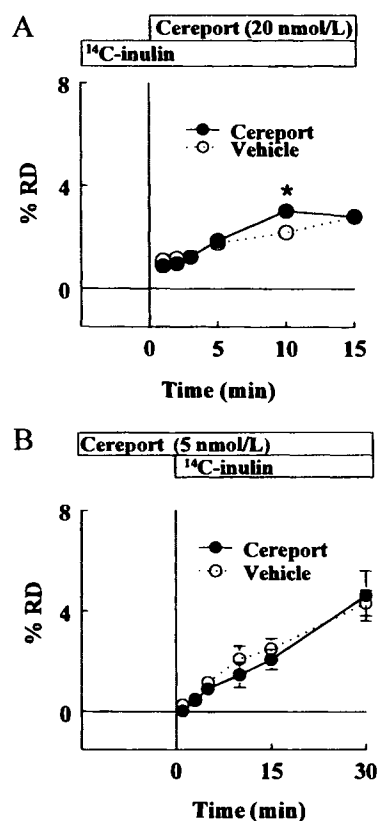 A
Cereport (20 nmol/L)
¹⁴C-inulin
8
4
0
% RD
Cereport
Vehicle
*
0 5 10 15
Time (min)
B
Cereport (5 nmol/L)
¹⁴C-inulin
8
4
0
% RD
Cereport
Vehicle
0 15 30
Time (min)